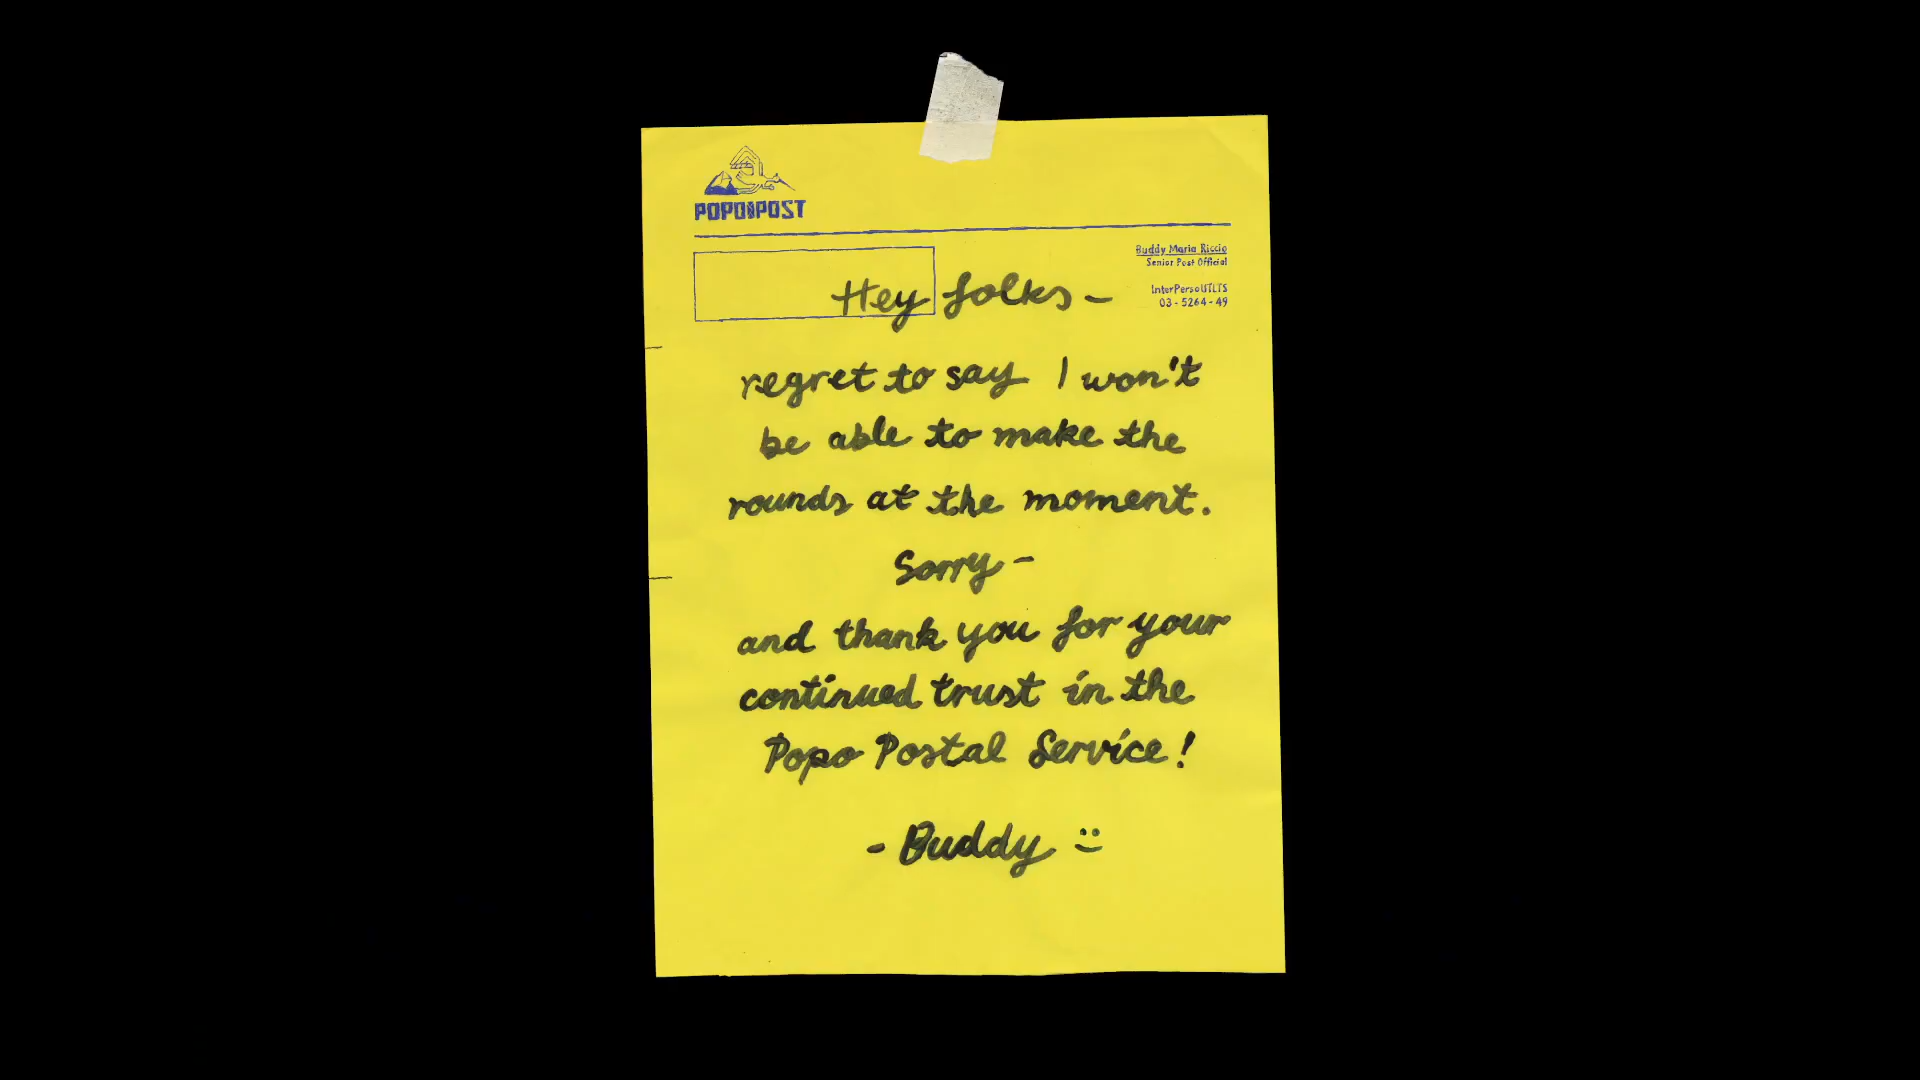 POPOPOST
Buddy Maria Riccio
Senior Post Official
InterPersoUTLTS
03 - 5264 - 49
Hey folks -
regret to say I won't
be able to make the
rounds at the moment.
Sorry -
and thank you for your
continued trust in the
Popo Postal Service!
- Buddy :)